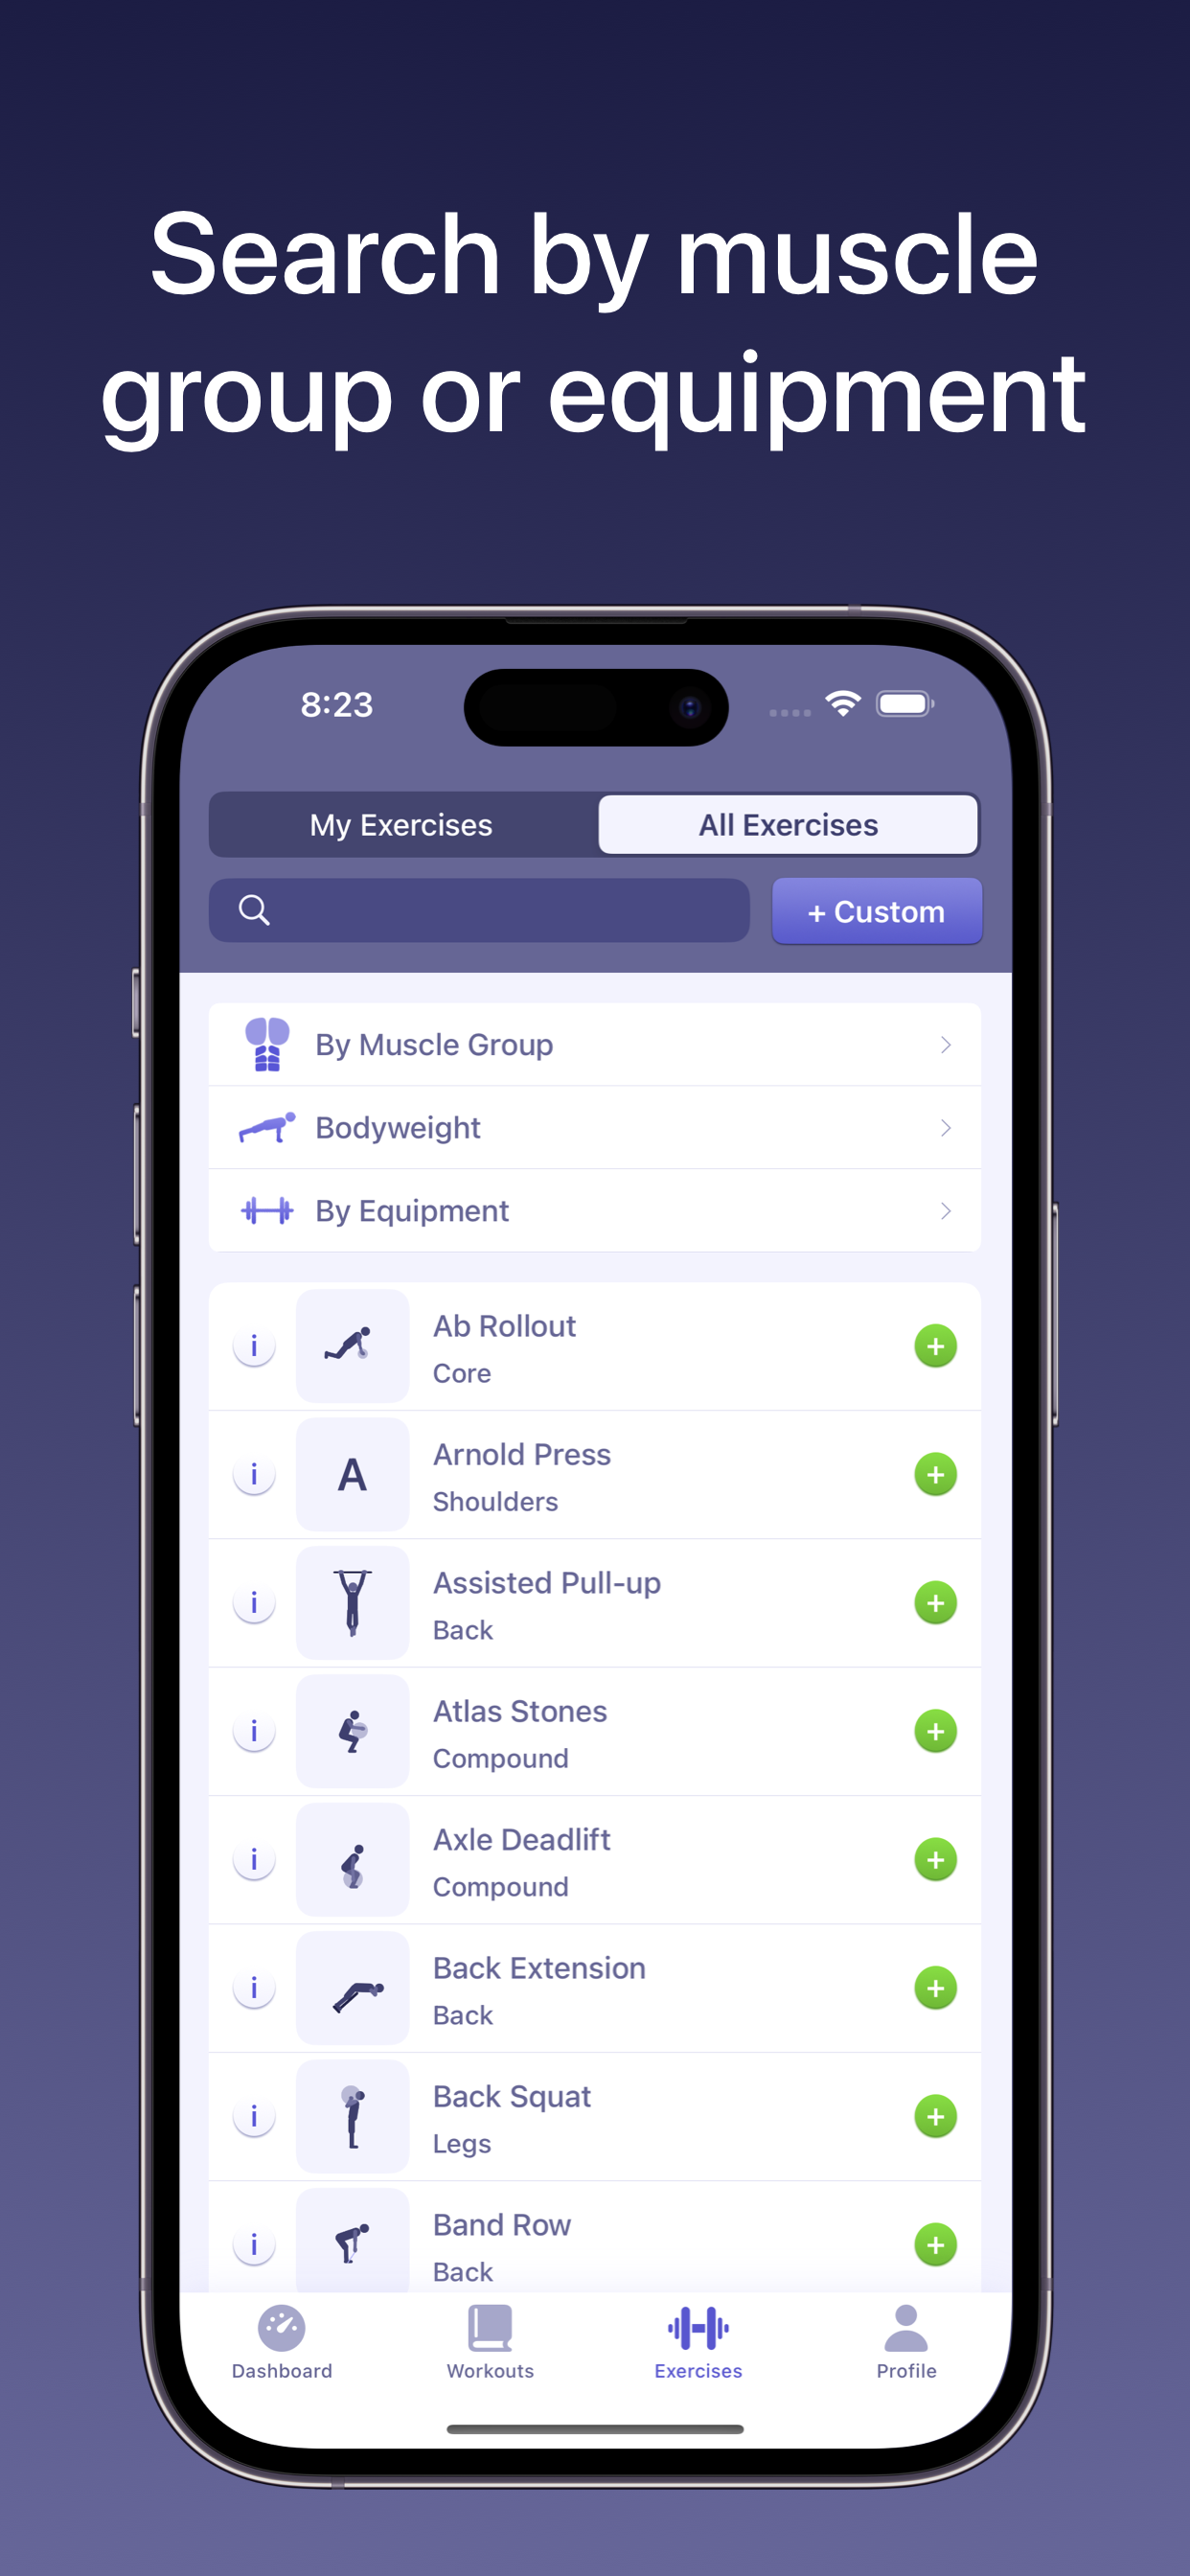 Search by muscle
group or equipment
8:23
My Exercises
All Exercises
+ Custom
By Muscle Group
Bodyweight
By Equipment
i
Ab Rollout
Core
+
i
A
Arnold Press
Shoulders
+
i
Assisted Pull-up
Back
+
i
Atlas Stones
Compound
+
i
Axle Deadlift
Compound
+
i
Back Extension
Back
+
i
Back Squat
Legs
+
i
Band Row
Back
+
Dashboard
Workouts
Exercises
Profile